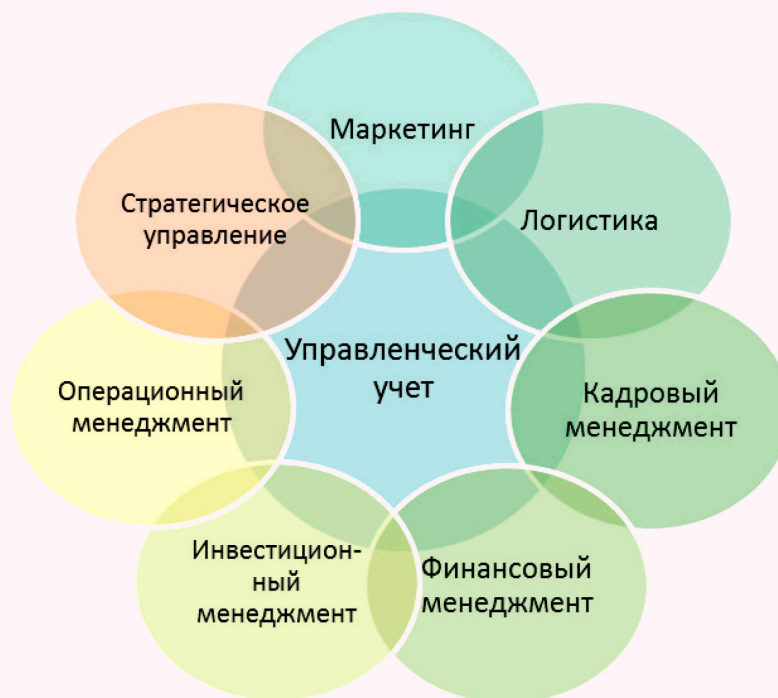 Маркетинг
Логистика
Кадровый
менеджмент
Финансовый
менеджмент
Инвестицион-
ный
менеджмент
Операционный
менеджмент
Стратегическое
управление
Управленческий
учет